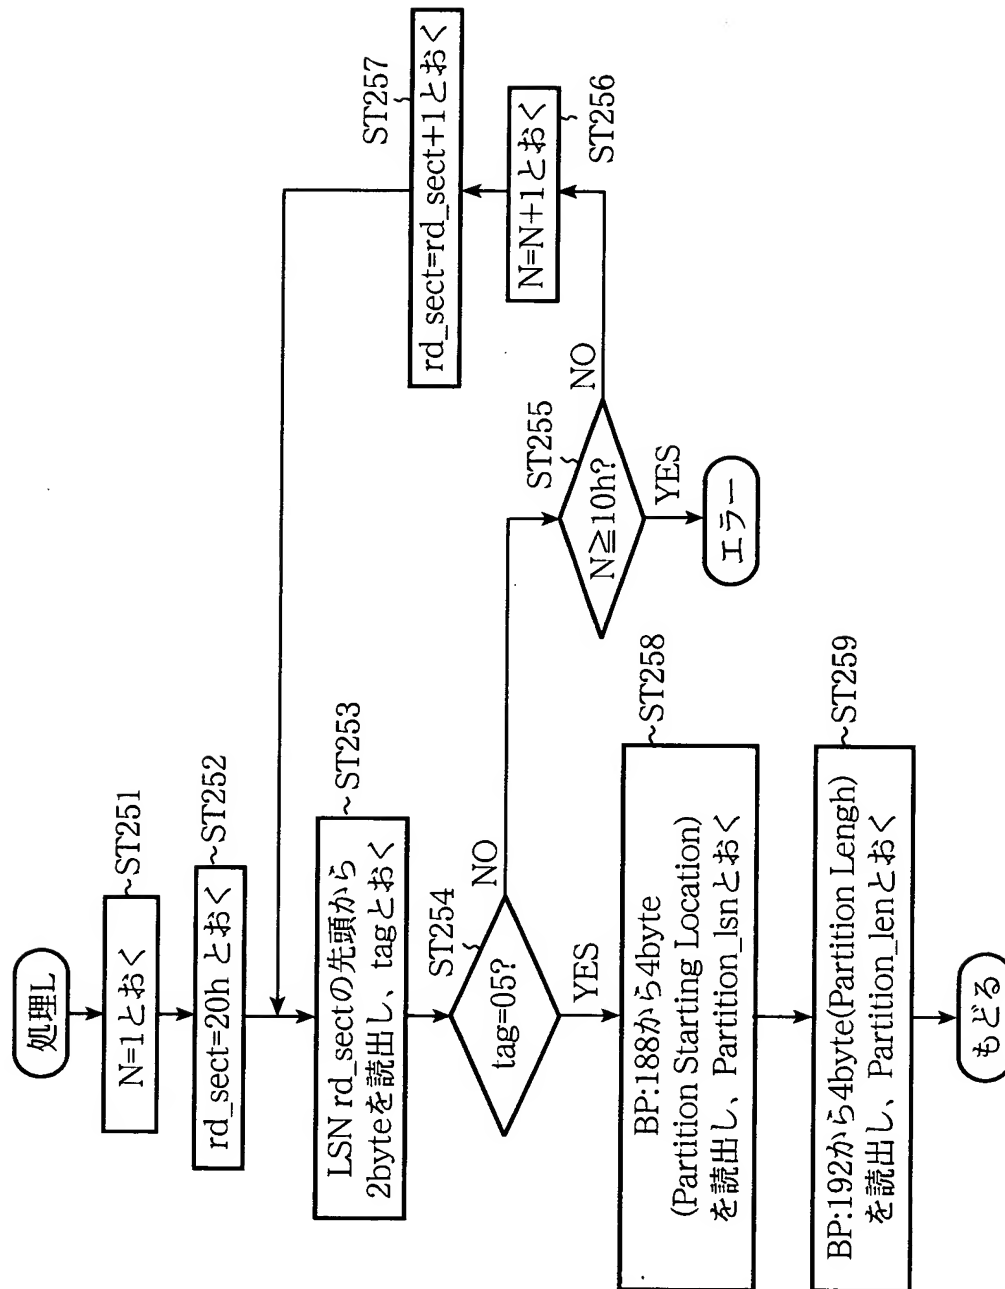 処理L
N=1とおく
~ST251
rd_sect=20h とおく
~ST252
LSN rd_sectの先頭から
2byteを読出し、tagとおく
~ST253
tag=05?
ST254
NO
YES
N≧10h?
ST255
NO
YES
エラー
N=N+1とおく
~ST256
rd_sect=rd_sect+1とおく
ST257
BP:188から4byte
(Partition Starting Location)
を読出し、Partition_lsnとおく
~ST258
BP:192から4byte(Partition Lengh)
を読出し、Partition_lenとおく
~ST259
もどる